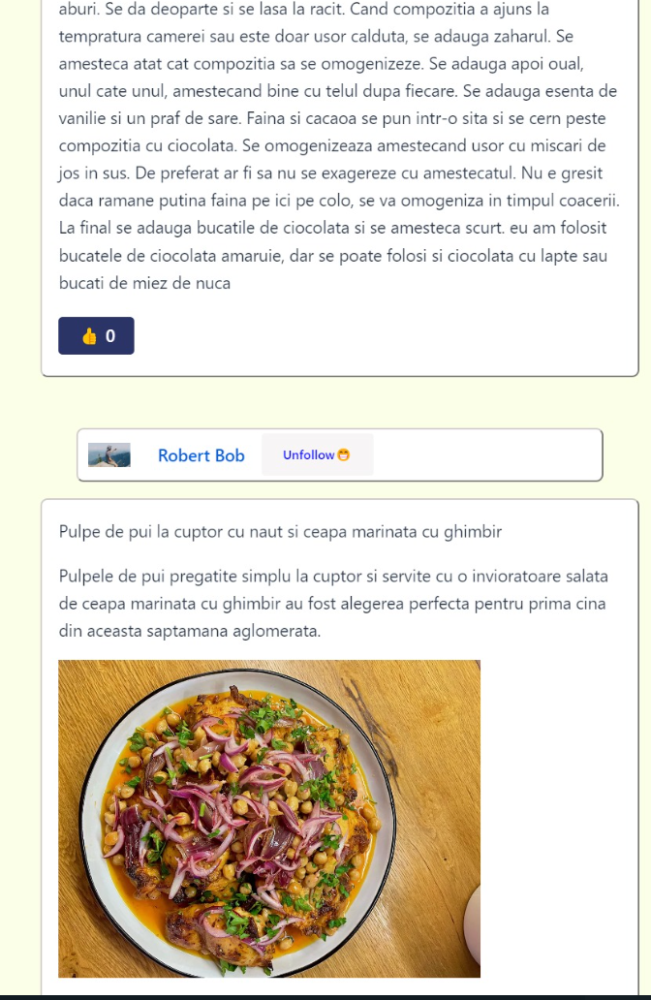 aburi. Se da deoparte si se lasa la racit. Cand compozitia a ajuns la
tempratura camerei sau este doar usor calduta, se adauga zaharul. Se
amesteca atat cat compozitia sa se omogenizeze. Se adauga apoi oual,
unul cate unul, amestecand bine cu telul dupa fiecare. Se adauga esenta de
vanilie si un praf de sare. Faina si cacaoa se pun intr-o sita si se cern peste
compozitia cu ciocolata. Se omogenizeaza amestecand usor cu miscari de
jos in sus. De preferat ar fi sa nu se exagereze cu amestecatul. Nu e gresit
daca ramane putina faina pe ici pe colo, se va omogeniza in timpul coacerii.
La final se adauga bucatile de ciocolata si se amesteca scurt. eu am folosit
bucatele de ciocolata amaruie, dar se poate folosi si ciocolata cu lapte sau
bucati de miez de nuca
👍 0
Robert Bob Unfollow😁
Pulpe de pui la cuptor cu naut si ceapa marinata cu ghimbir
Pulpele de pui pregatite simplu la cuptor si servite cu o invioratoare salata
de ceapa marinata cu ghimbir au fost alegerea perfecta pentru prima cina
din aceasta saptamana aglomerata.